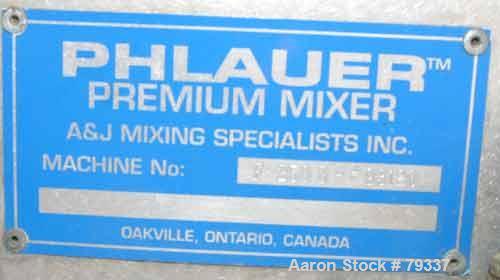 PHLAUER™
PREMIUM MIXER
A&J MIXING SPECIALISTS INC.
MACHINE No:
OAKVILLE, ONTARIO, CANADA
Aaron Stock # 79337